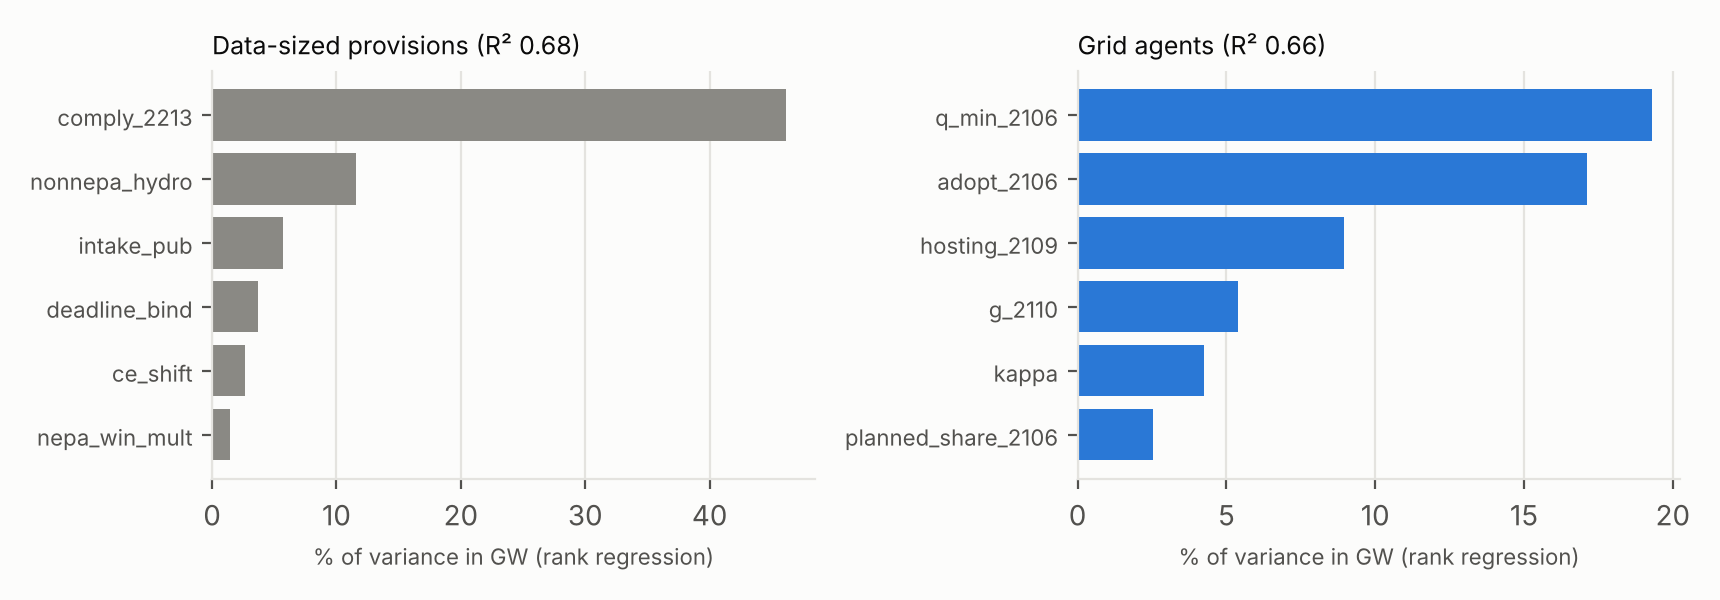 Data-sized provisions (R² 0.68)
comply_2213
nonnepa_hydro
intake_pub
deadline_bind
ce_shift
nepa_win_mult
0 10 20 30 40
% of variance in GW (rank regression)
Grid agents (R² 0.66)
q_min_2106
adopt_2106
hosting_2109
g_2110
kappa
planned_share_2106
0 5 10 15 20
% of variance in GW (rank regression)